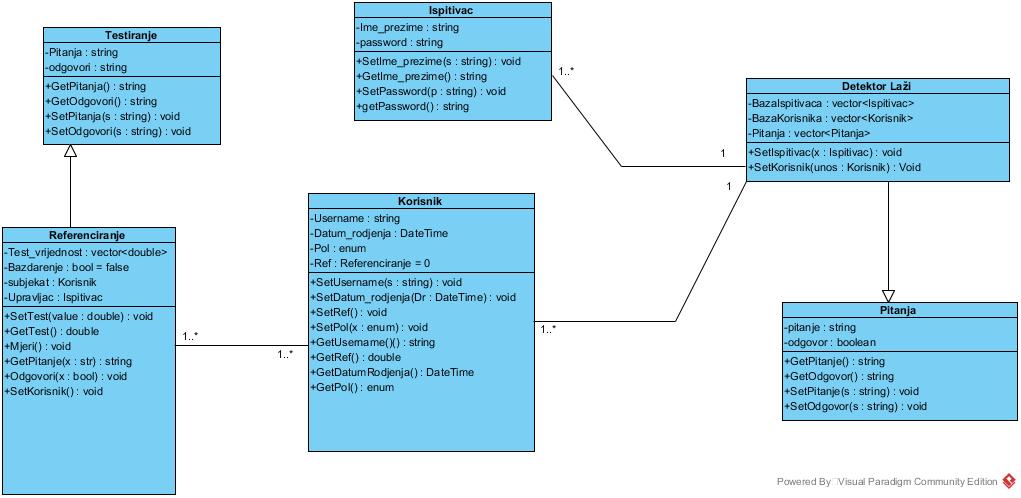 Testiranje
-Pitanja : string
-odgovori : string
+GetPitanja() : string
+GetOdgovori() : string
+SetPitanja(s : string) : void
+SetOdgovori(s : string) : void
Ispitivac
-Ime_prezime : string
-password : string
+SetIme_prezime(s : string) : void
+GetIme_prezime() : string
+SetPassword(p : string) : void
+getPassword() : string
1..*
1
Detektor Laži
-BazaIspitivaca : vector<Ispitivac>
-BazaKorisnika : vector<Korisnik>
-Pitanja : vector<Pitanja>
+SetIspitivac(x : Ispitivac) : void
+SetKorisnik(unos : Korisnik) : Void
1
Referenciranje
-Test_vrijednost : vector<double>
-Bazdarenje : bool = false
-subjekat : Korisnik
-Upravljac : Ispitivac
+SetTest(value : double) : void
+GetTest() : double
+Mjeri() : void
+GetPitanje(x : str) : string
+Odgovori(x : bool) : void
+SetKorisnik() : void
1..*
1..*
Korisnik
-Username : string
-Datum_rodjenja : DateTime
-Pol : enum
-Ref : Referenciranje = 0
+SetUsername(s : string) : void
+SetDatum_rodjenja(Dr : DateTime) : void
+SetRef() : void
+SetPol(x : enum) : void
+GetUsername()() : string
+GetRef() : double
+GetDatumRodjenja() : DateTime
+GetPol() : enum
1..*
Pitanja
-pitanje : string
-odgovor : boolean
+GetPitanje() : string
+GetOdgovor() : string
+SetPitanje(s : string) : void
+SetOdgovor(s : string) : void
Powered By Visual Paradigm Community Edition